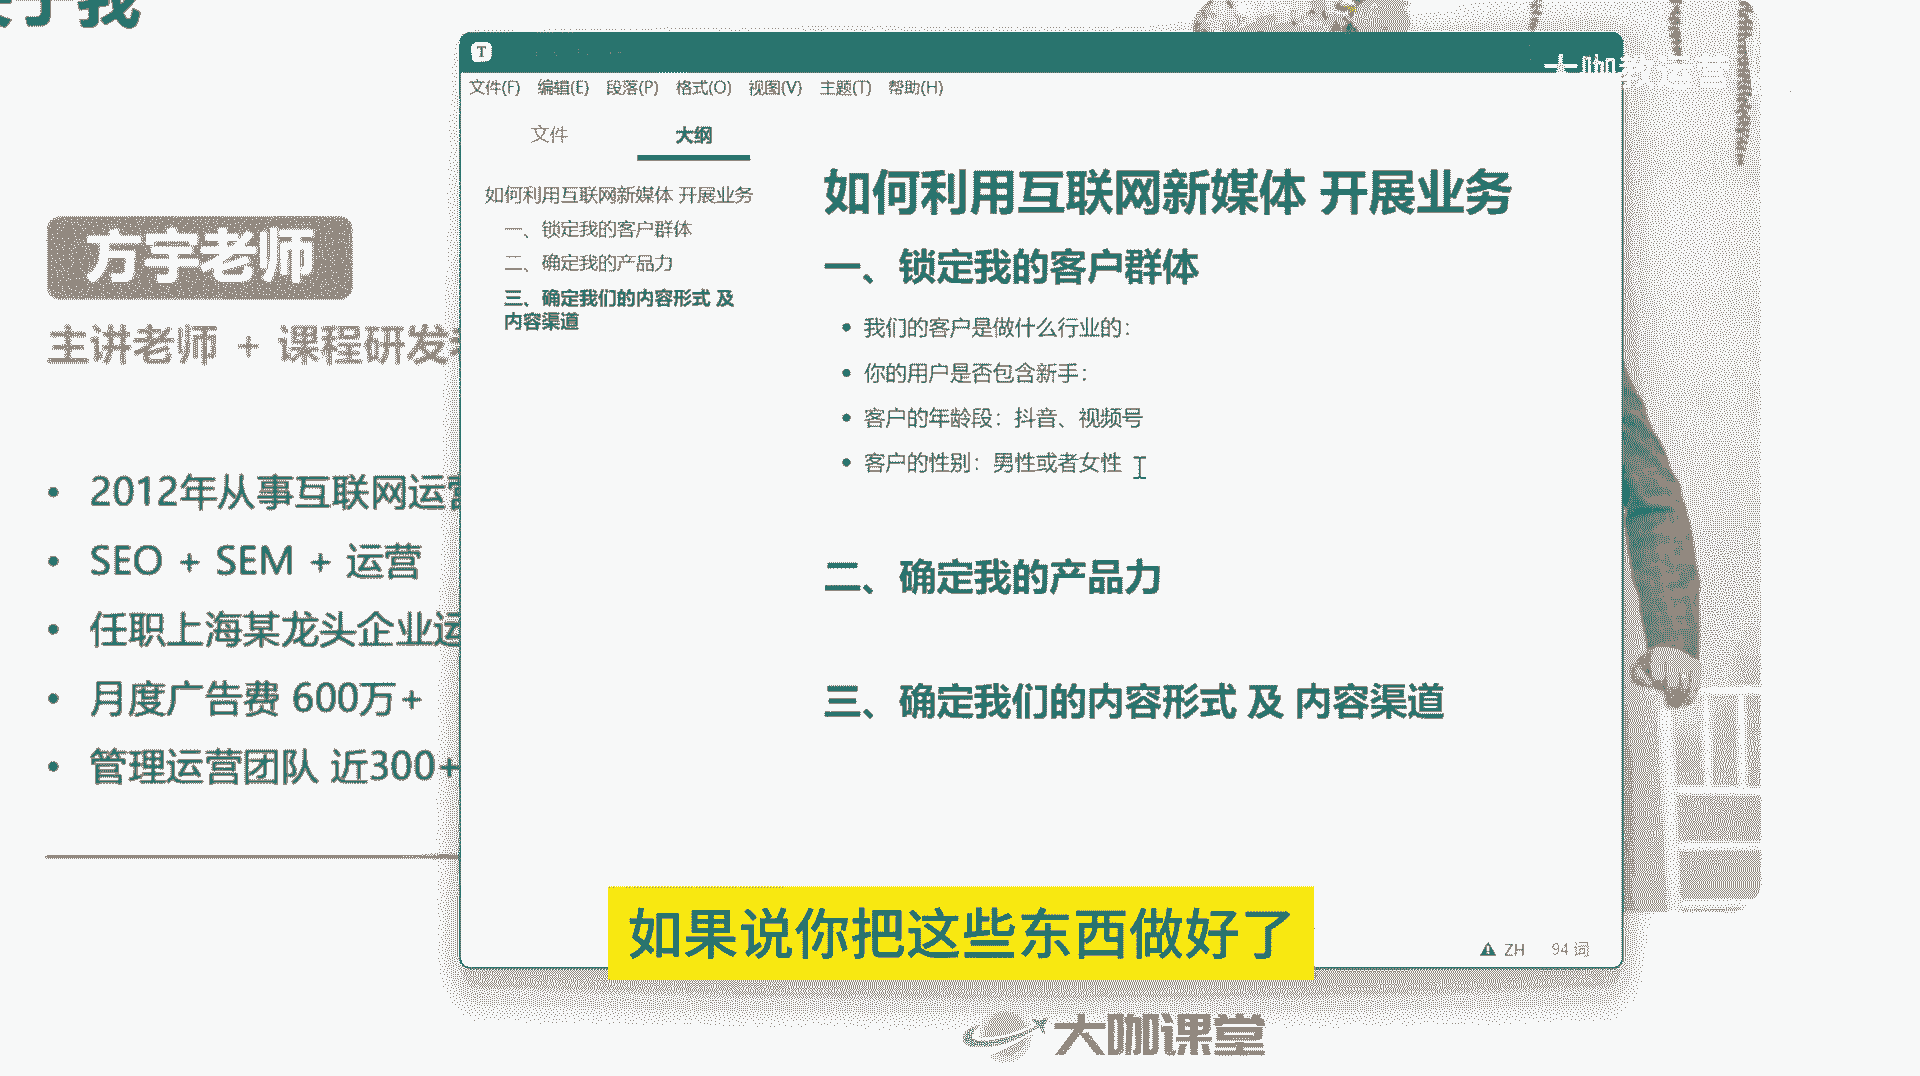 于我
方宇老师
主讲老师 + 课程研发
2012年从事互联网运营
SEO + SEM + 运营
任职上海某龙头企业运
月度广告费 600万+
管理运营团队 近300+
T
文件(F) 编辑(E) 段落(P) 格式(O) 视图(V) 主题(T) 帮助(H)
文件 大纲
如何利用互联网新媒体 开展业务
一、锁定我的客户群体
二、确定我的产品力
三、确定我们的内容形式 及
内容渠道
如何利用互联网新媒体 开展业务
一、锁定我的客户群体
我们的客户是做什么行业的：
你的用户是否包含新手：
客户的年龄段：抖音、视频号
客户的性别：男性或者女性
二、确定我的产品力
三、确定我们的内容形式 及 内容渠道
ZH 94 词
大咖教运营
如果说你把这些东西做好了
大咖课堂